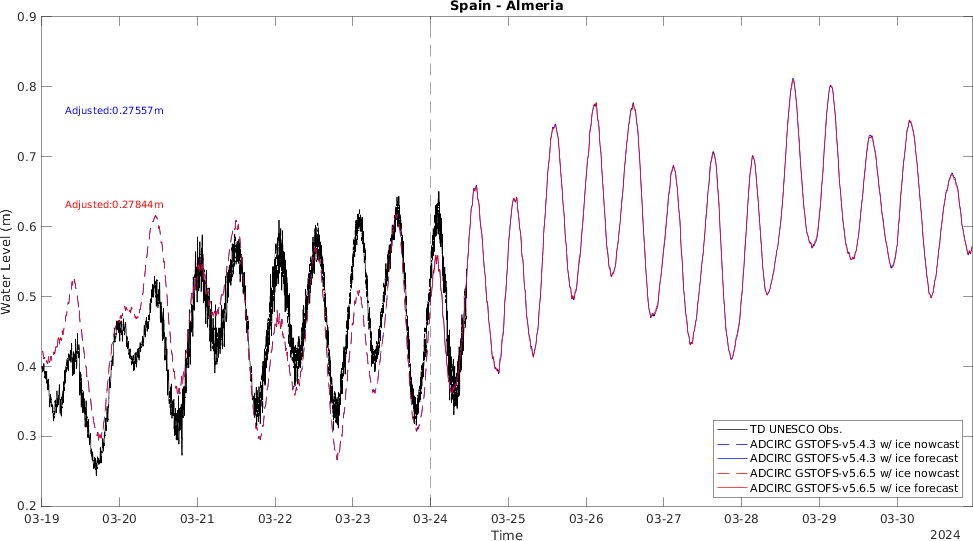 Spain - Almeria
0.9
0.8
0.7
0.6
0.5
0.4
0.3
0.2
Water Level (m)
Adjusted:0.27557m
Adjusted:0.27844m
TD UNESCO Obs.
ADCIRC GSTOFS-v5.4.3 w/ ice nowcast
ADCIRC GSTOFS-v5.4.3 w/ ice forecast
ADCIRC GSTOFS-v5.6.5 w/ ice nowcast
ADCIRC GSTOFS-v5.6.5 w/ ice forecast
03-19 03-20 03-21 03-22 03-23 03-24 03-25 03-26 03-27 03-28 03-29 03-30
Time
2024